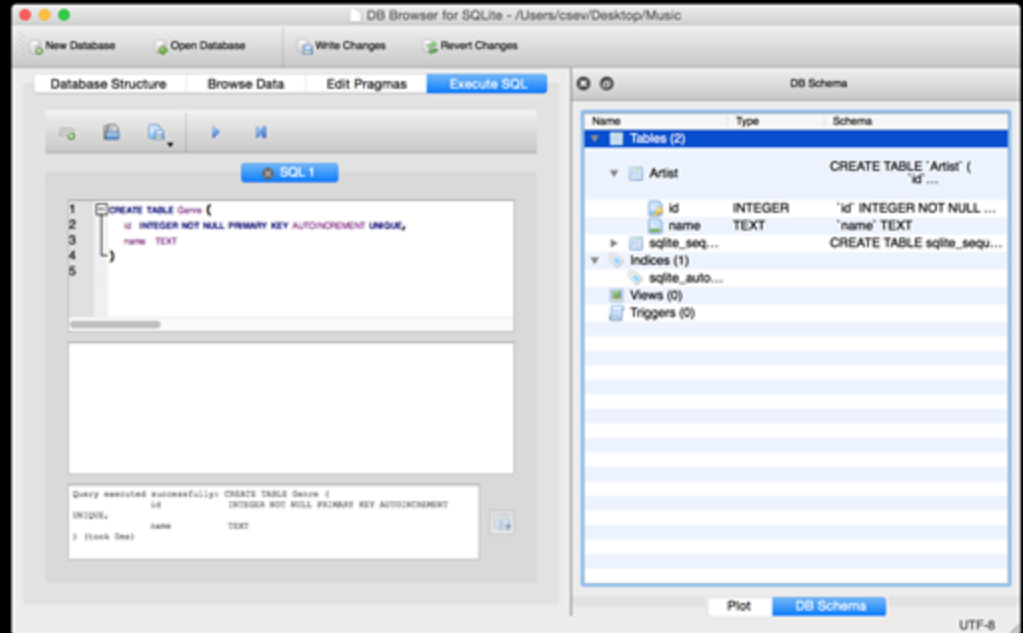 DB Browser for SQLite - /Users/csev/Desktop/Music
New Database Open Database Write Changes Revert Changes
Database Structure Browse Data Edit Pragmas Execute SQL
SQL 1
1 CREATE TABLE Genre (
2 id INTEGER NOT NULL PRIMARY KEY AUTOINCREMENT UNIQUE,
3 name TEXT
4 )
5
Query executed successfully: CREATE TABLE Genre (
id INTEGER NOT NULL PRIMARY KEY AUTOINCREMENT
UNIQUE,
name TEXT
) (took 0ms)
DB Schema
Name Type Schema
Tables (2)
Artist CREATE TABLE `Artist` (
`id`...
id INTEGER `id` INTEGER NOT NULL ...
name TEXT `name` TEXT
sqlite_seq... CREATE TABLE sqlite_sequ...
Indices (1)
sqlite_auto...
Views (0)
Triggers (0)
Plot DB Schema
UTF-8